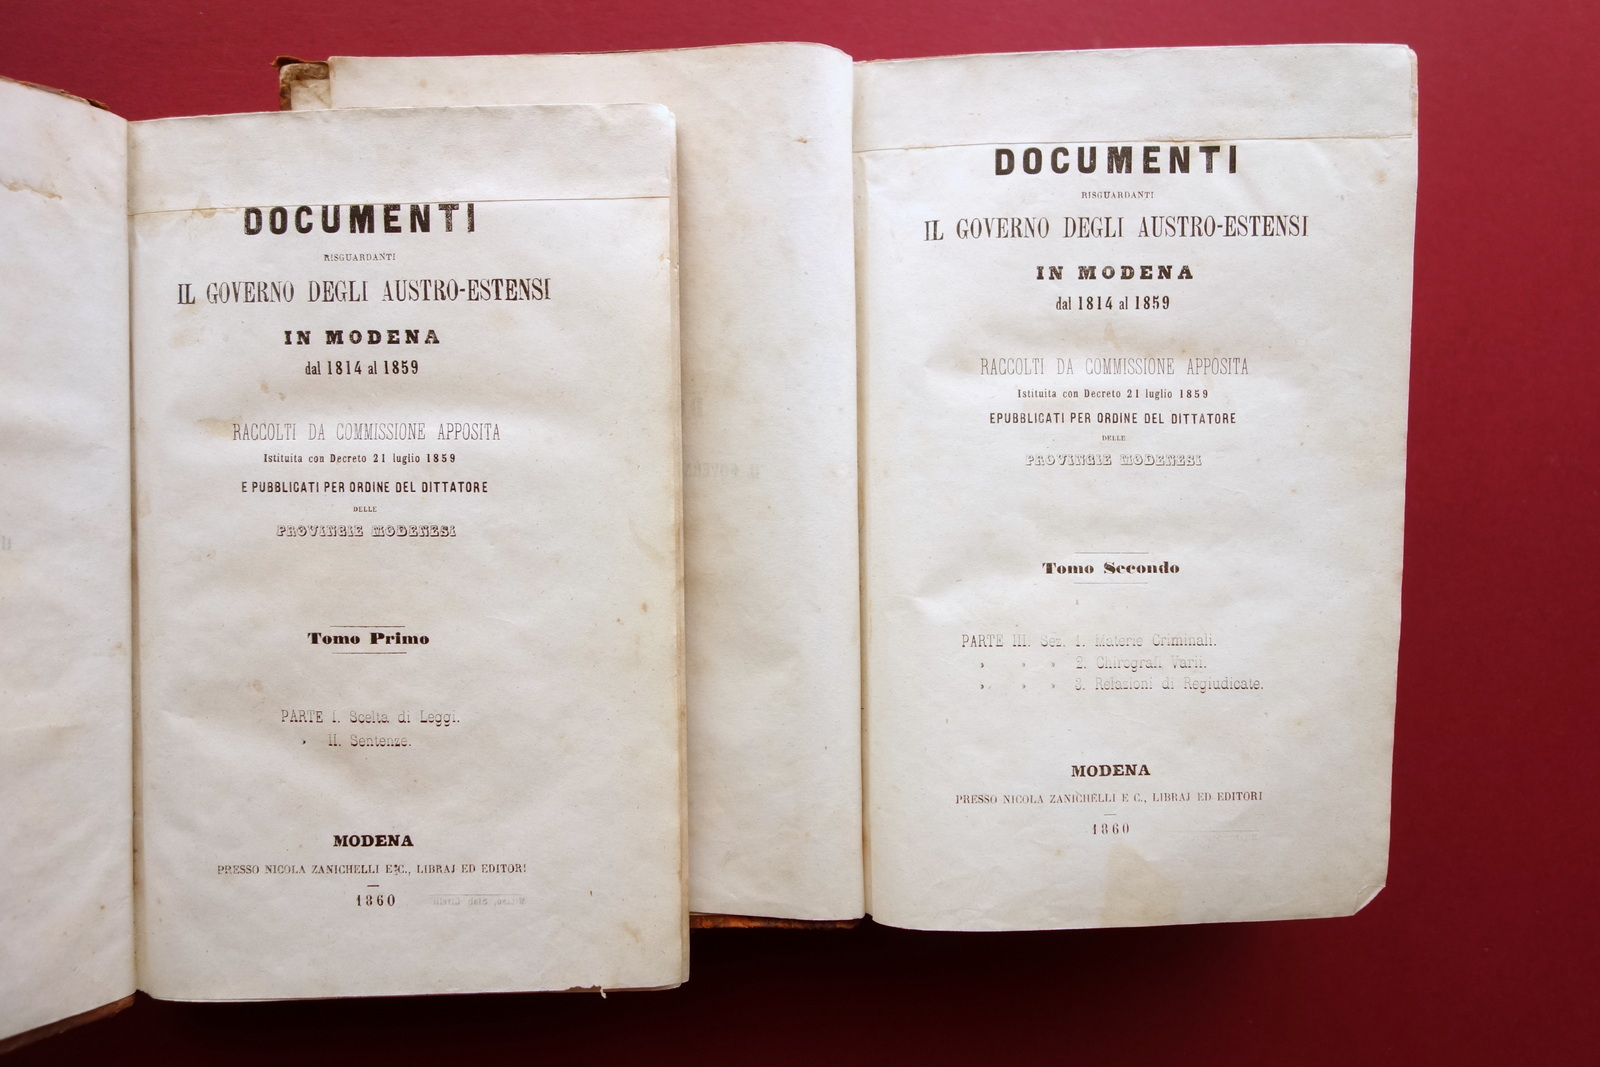 DOCUMENTI
RISGUARDANTI
IL GOVERNO DEGLI AUSTRO-ESTENSI
IN MODENA
dal 1814 al 1859
RACCOLTI DA COMMISSIONE APPOSITA
Istituita con Decreto 21 luglio 1859
E PUBBLICATI PER ORDINE DEL DITTATORE
DELLE
PROVINCIE MODENESI
Tomo Primo
PARTE I. Scelta di Leggi.
» II. Sentenze.
MODENA
PRESSO NICOLA ZANICHELLI E C., LIBRAJ ED EDITORI
1860
DOCUMENTI
RISGUARDANTI
IL GOVERNO DEGLI AUSTRO-ESTENSI
IN MODENA
dal 1814 al 1859
RACCOLTI DA COMMISSIONE APPOSITA
Istituita con Decreto 21 luglio 1859
EPUBBLICATI PER ORDINE DEL DITTATORE
DELLE
PROVINCIE MODENESI
Tomo Secondo
PARTE III. Sez. 1. Materie Criminali.
» » » 2. Chirografi Varii.
» » » 3. Relazioni di Regiudicate.
MODENA
PRESSO NICOLA ZANICHELLI E C., LIBRAJ ED EDITORI
1860